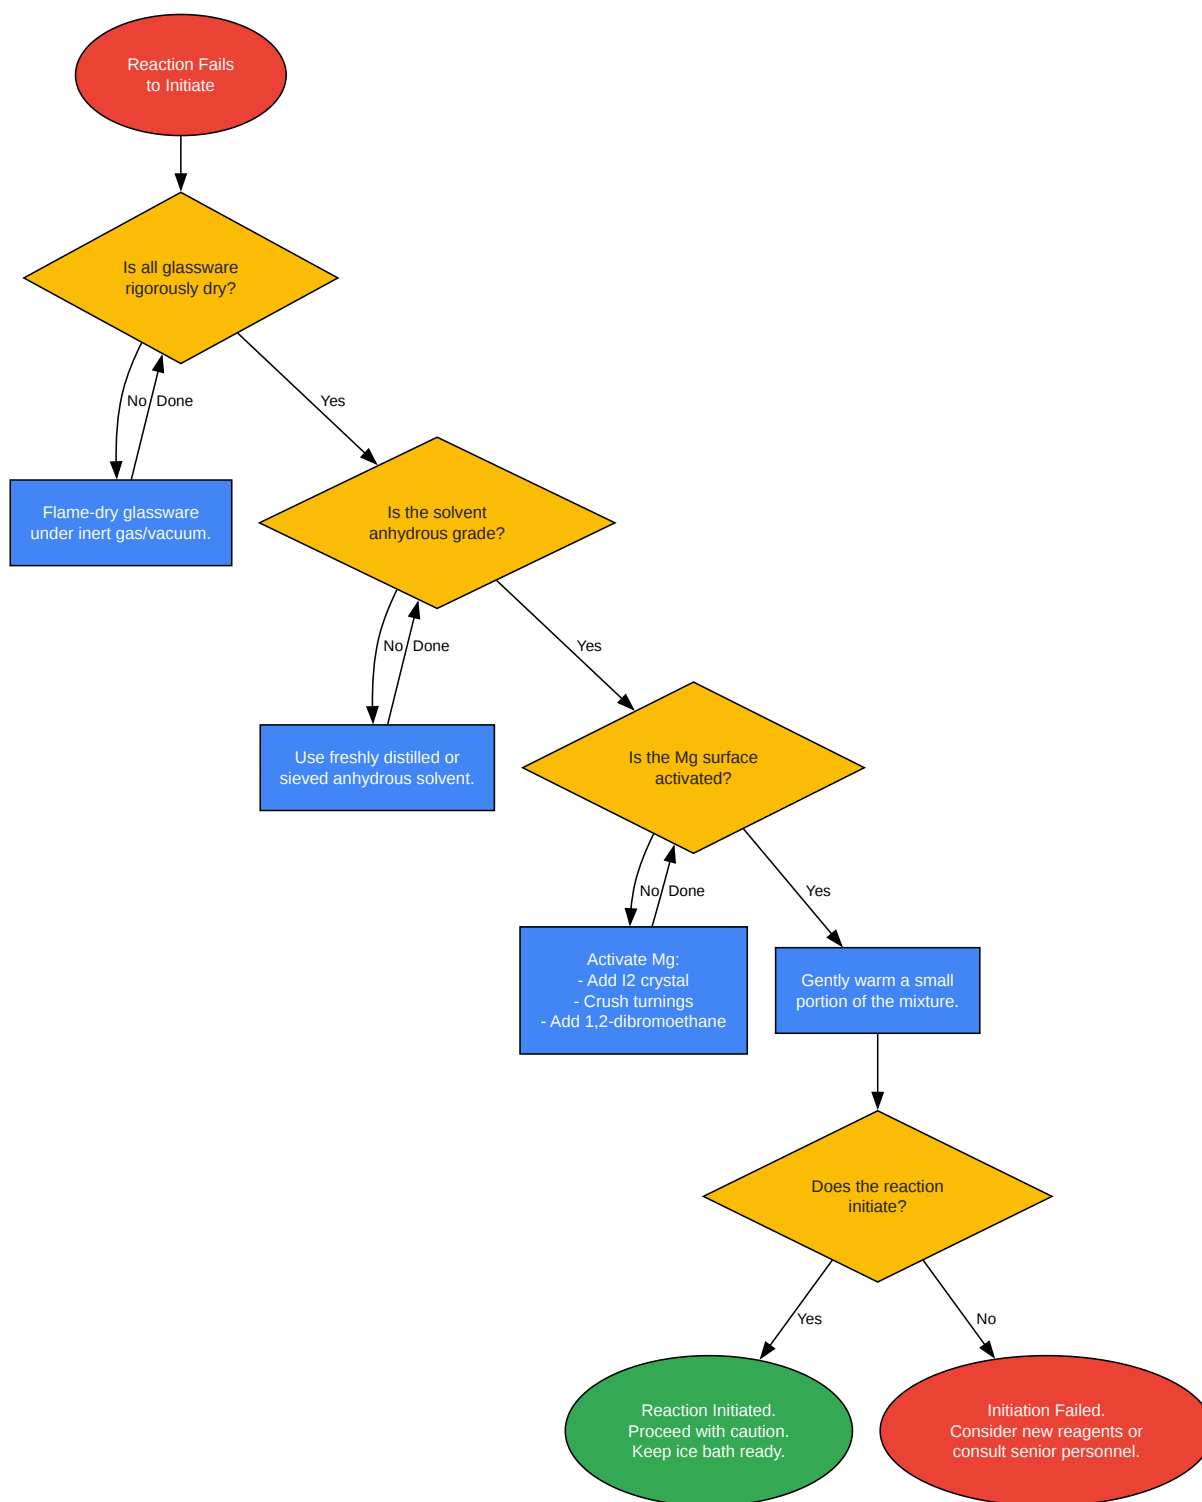 Reaction Fails
to Initiate
Is all glassware
rigorously dry?
No
Done
Yes
Flame-dry glassware
under inert gas/vacuum.
Is the solvent
anhydrous grade?
No
Done
Yes
Use freshly distilled or
sieved anhydrous solvent.
Is the Mg surface
activated?
No
Done
Yes
Activate Mg:
- Add I2 crystal
- Crush turnings
- Add 1,2-dibromoethane
Gently warm a small
portion of the mixture.
Does the reaction
initiate?
Yes
No
Reaction Initiated.
Proceed with caution.
Keep ice bath ready.
Initiation Failed.
Consider new reagents or
consult senior personnel.